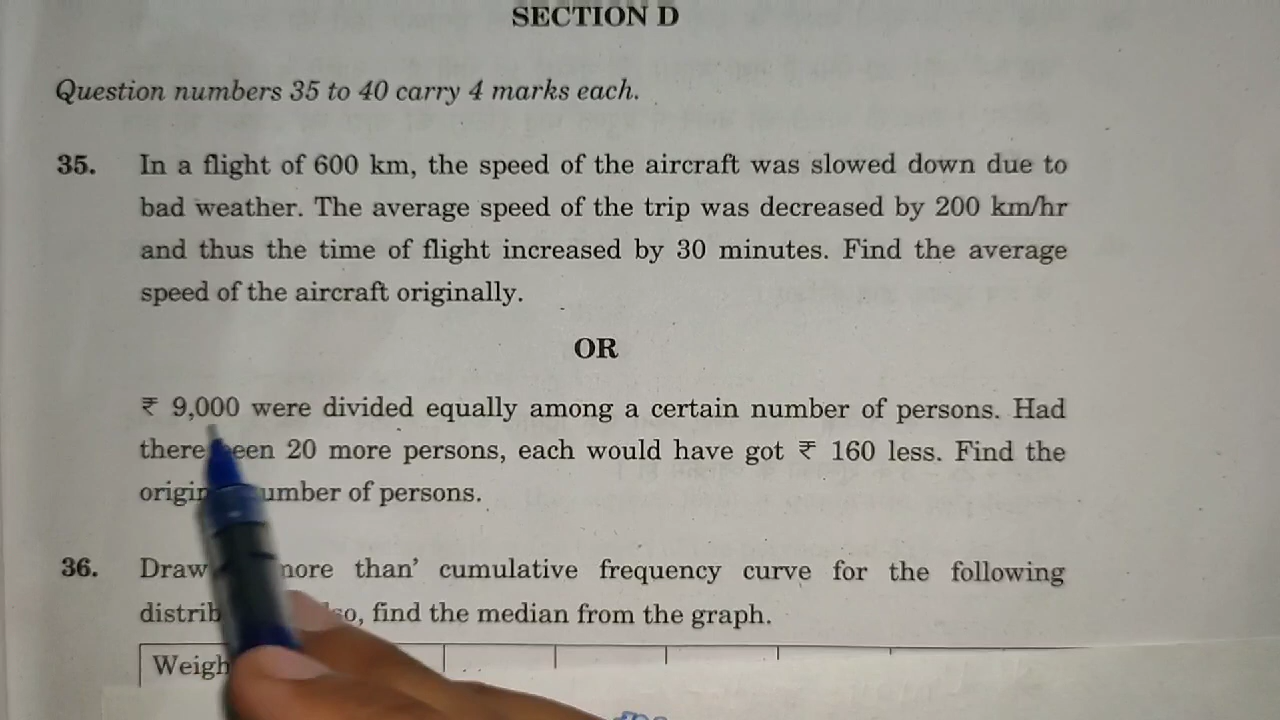 SECTION D
Question numbers 35 to 40 carry 4 marks each.
35. In a flight of 600 km, the speed of the aircraft was slowed down due to
bad weather. The average speed of the trip was decreased by 200 km/hr
and thus the time of flight increased by 30 minutes. Find the average
speed of the aircraft originally.
OR
₹ 9,000 were divided equally among a certain number of persons. Had
there een 20 more persons, each would have got ₹ 160 less. Find the
origin umber of persons.
36. Draw more than' cumulative frequency curve for the following
distrib so, find the median from the graph.
Weigh